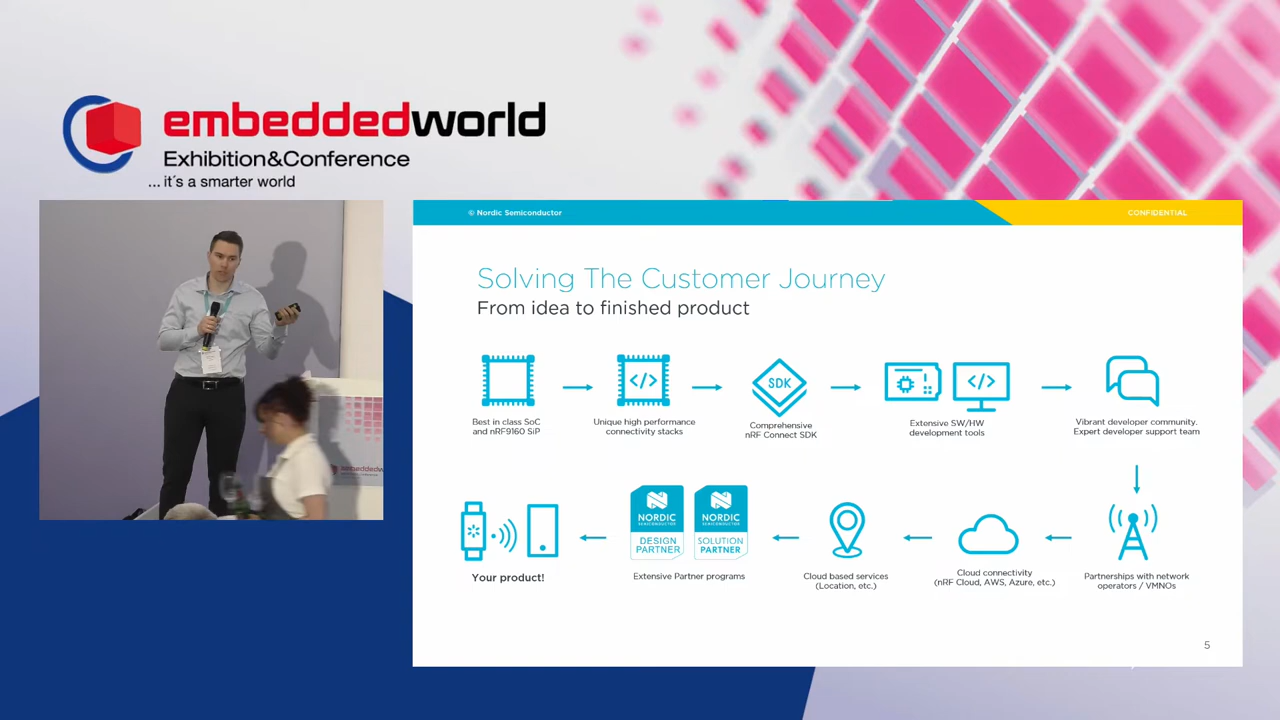 embeddedworld
Exhibition&Conference
... it´s a smarter world
© Nordic Semiconductor
CONFIDENTIAL
Solving The Customer Journey
From idea to finished product
</>
SDK
</>
Best in class SoC
and nRF9160 SiP
Unique high performance
connectivity stacks
Comprehensive
nRF Connect SDK
Extensive SW/HW
development tools
Vibrant developer community.
Expert developer support team
NORDIC
SEMICONDUCTOR
DESIGN
PARTNER
NORDIC
SEMICONDUCTOR
SOLUTION
PARTNER
Your product!
Extensive Partner programs
Cloud based services
(Location, etc.)
Cloud connectivity
(nRF Cloud, AWS, Azure, etc.)
Partnerships with network
operators / VMNOs
5
embeddedw